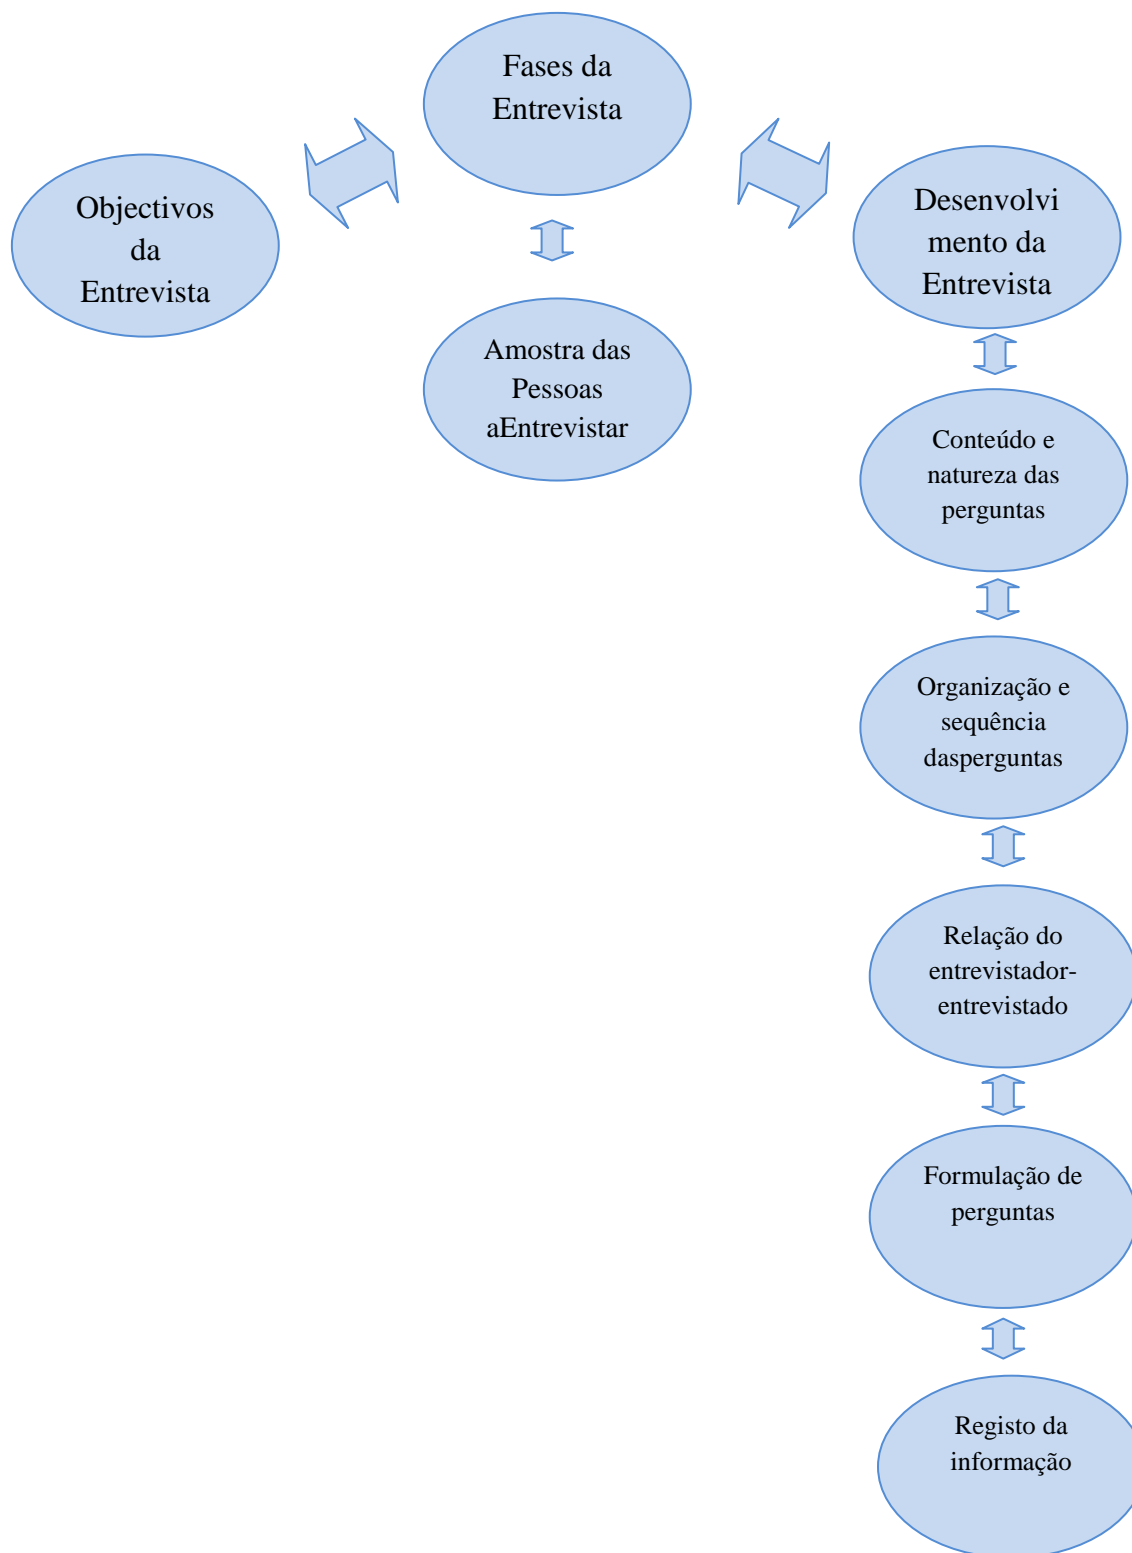 Fases da
Entrevista
Objectivos
da
Entrevista
Desenvolvi
mento da
Entrevista
Amostra das
Pessoas
aEntrevistar
Conteúdo e
natureza das
perguntas
Organização e
sequência
dasperguntas
Relação do
entrevistador-
entrevistado
Formulação de
perguntas
Registo da
informação